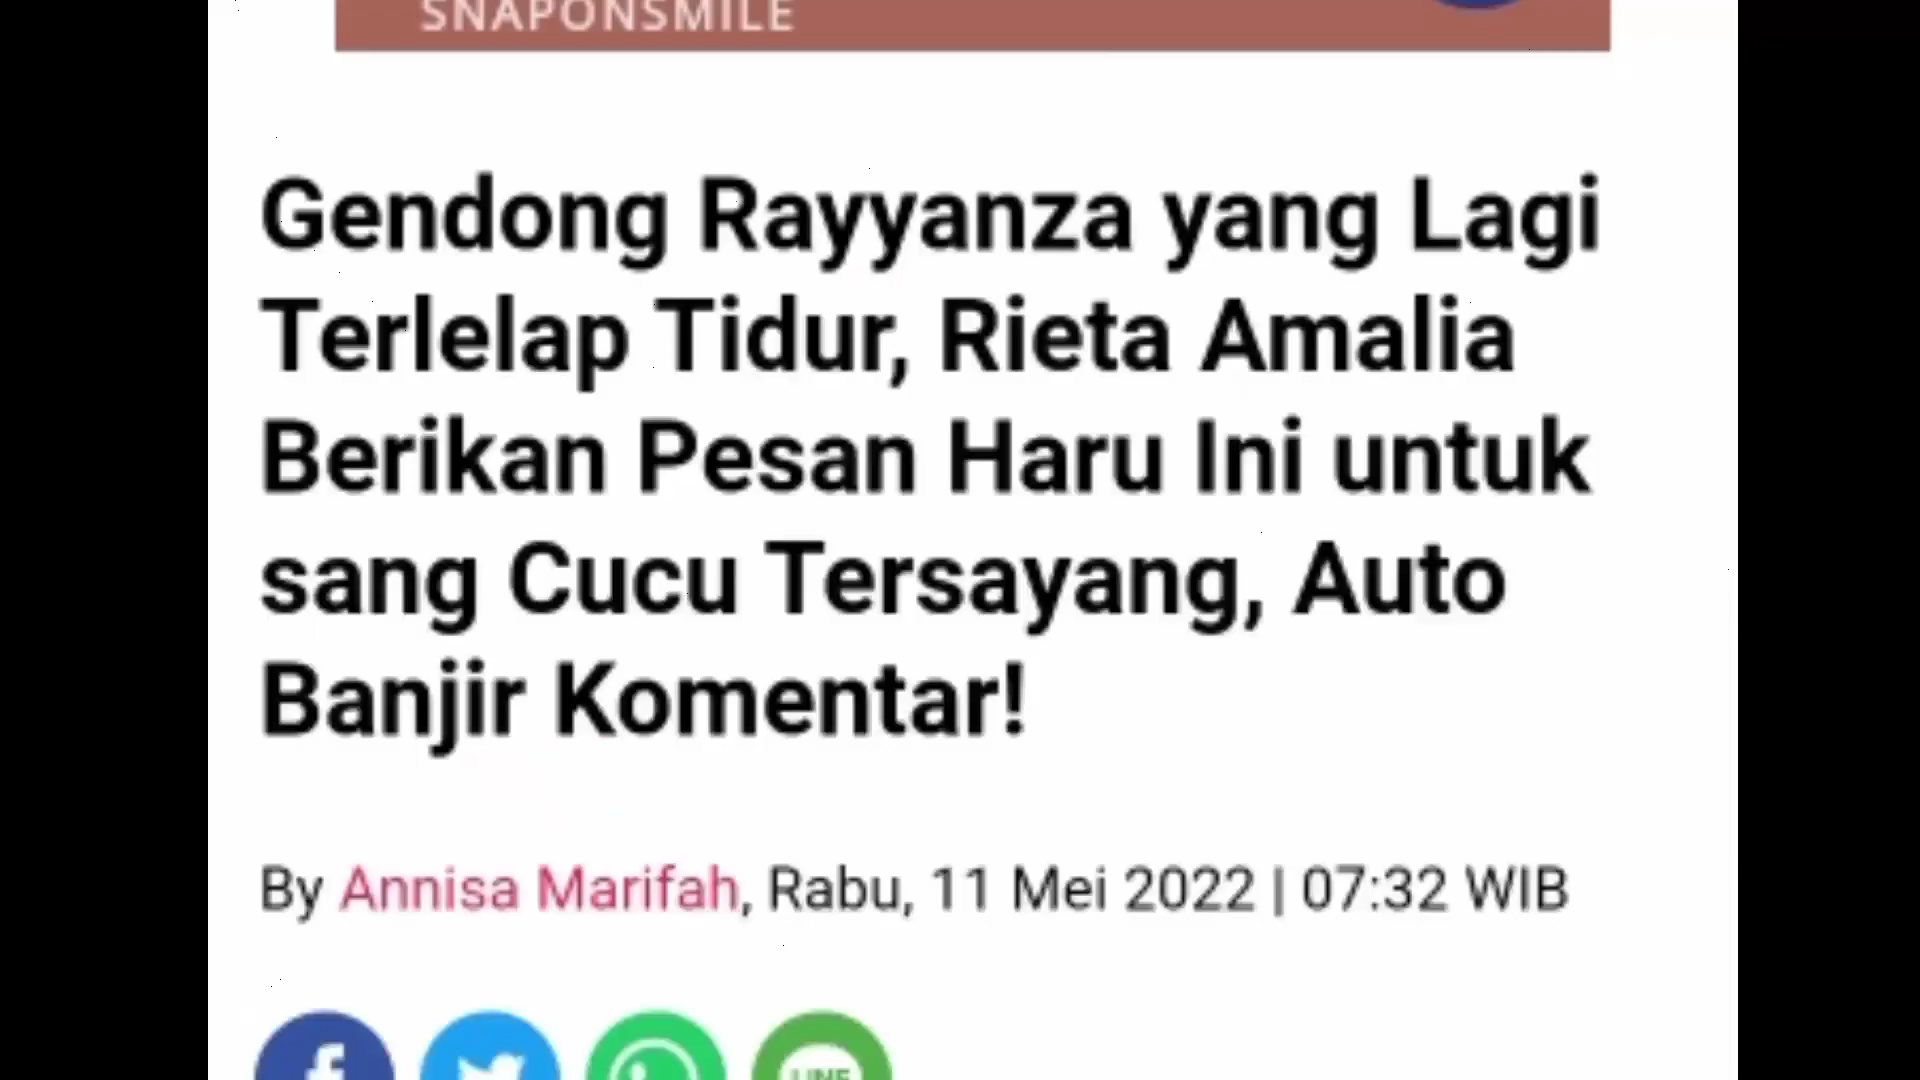 SNAPONSMILE
Gendong Rayyanza yang Lagi
Terlelap Tidur, Rieta Amalia
Berikan Pesan Haru Ini untuk
sang Cucu Tersayang, Auto
Banjir Komentar!
By Annisa Marifah, Rabu, 11 Mei 2022 | 07:32 WIB
LINE